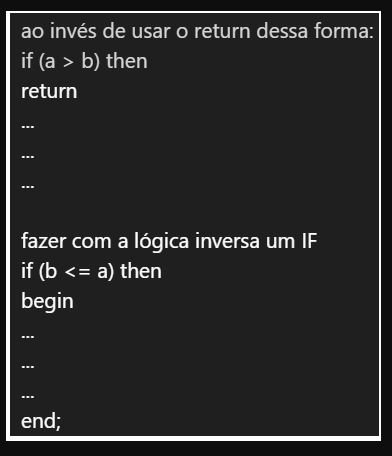 ao invés de usar o return dessa forma:
if (a > b) then
return
...
...
...
fazer com a lógica inversa um IF
if (b <= a) then
begin
...
...
...
end;